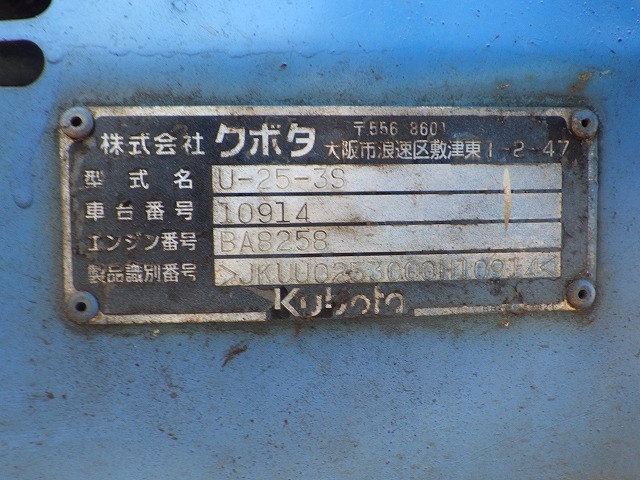 株式会社 クボタ 〒556 8601
大阪市浪速区敷津東1-2-47
型式名 U-25-3S
車台番号 10914
エンジン番号 BA8258
製品識別番号 >JKUU0253000H10914<
Kubota